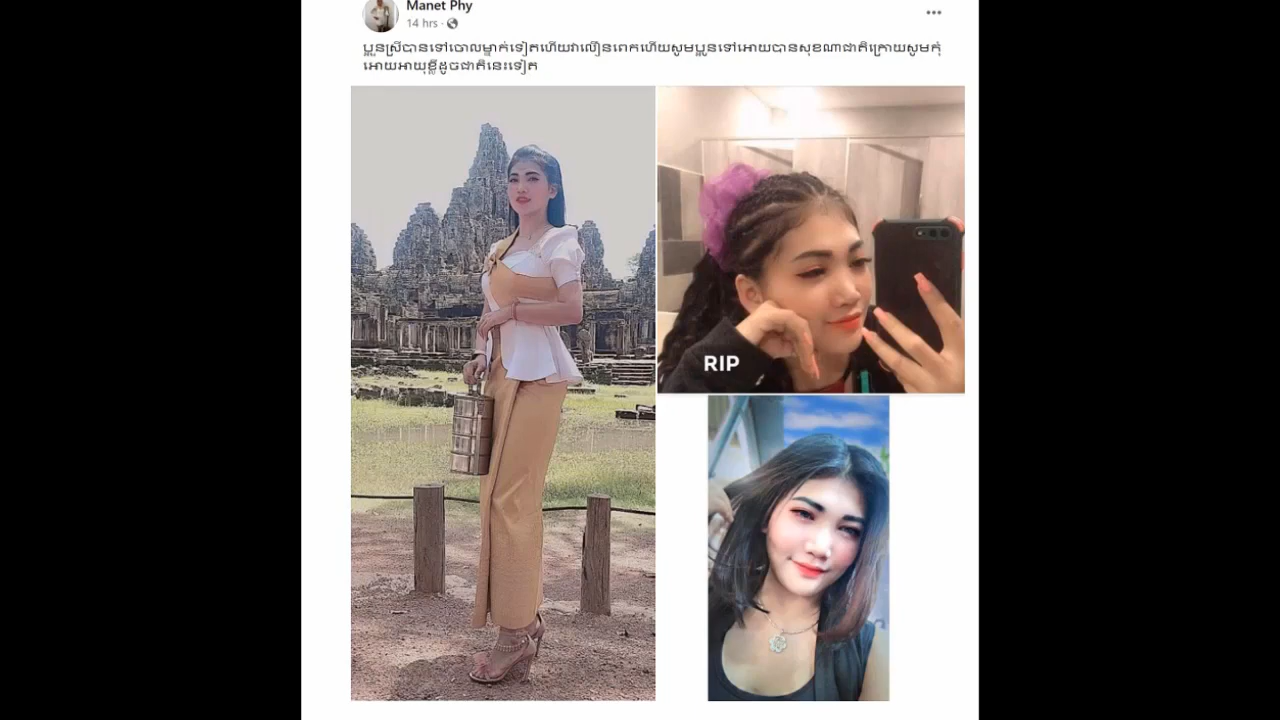 Manet Phy
14 hrs ·
ប្អូនស្រីបានទៅចោលម្នាក់ទៀតហើយវាលឿនពេកហើយសូមប្អូនទៅអោយបានសុខណាជាតិក្រោយសូមកុំ
អោយអាយុខ្លីដូចជាតិនេះទៀត
RIP